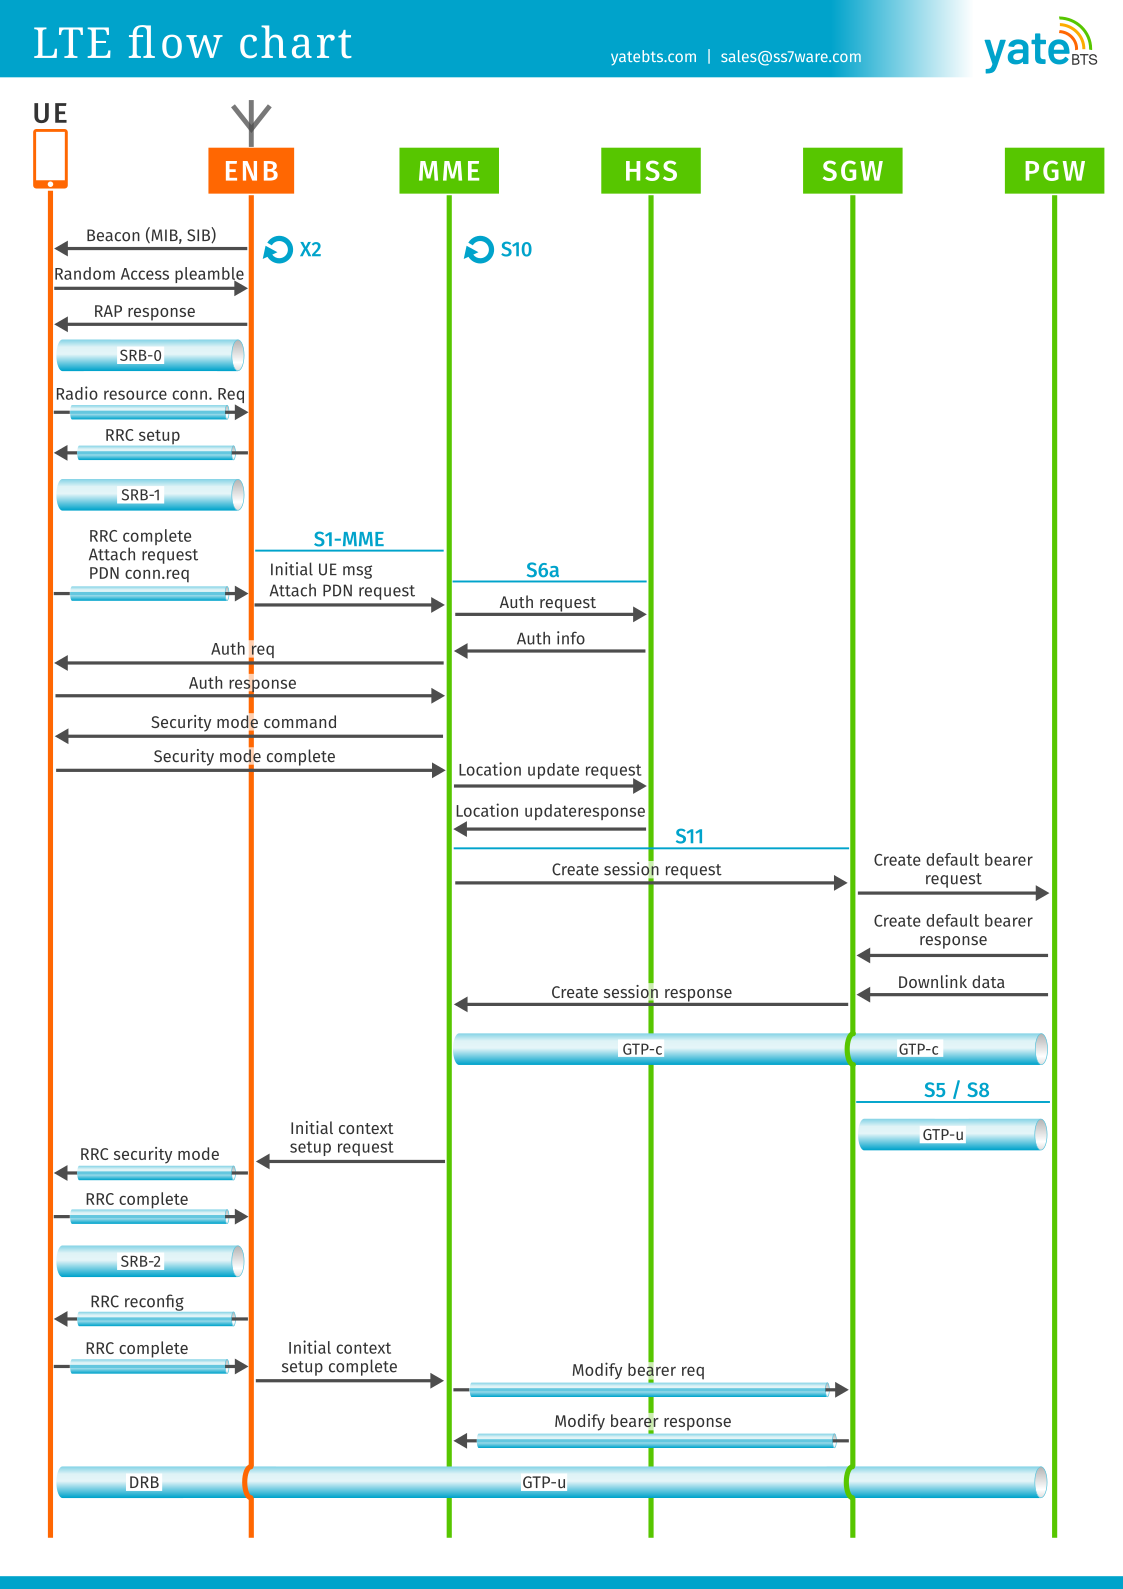 LTE flow chart
yatebts.com | sales@ss7ware.com
yate BTS
UE
ENB
MME
HSS
SGW
PGW
Beacon (MIB, SIB)
X2
S10
Random Access pleamble
RAP response
SRB-0
Radio resource conn. Req
RRC setup
SRB-1
RRC complete
Attach request
PDN conn.req
S1-MME
Initial UE msg
Attach PDN request
S6a
Auth request
Auth info
Auth req
Auth response
Security mode command
Security mode complete
Location update request
Location updateresponse
S11
Create session request
Create default bearer
request
Create default bearer
response
Downlink data
Create session response
GTP-c
GTP-c
S5 / S8
GTP-u
Initial context
setup request
RRC security mode
RRC complete
SRB-2
RRC reconfig
RRC complete
Initial context
setup complete
Modify bearer req
Modify bearer response
DRB
GTP-u